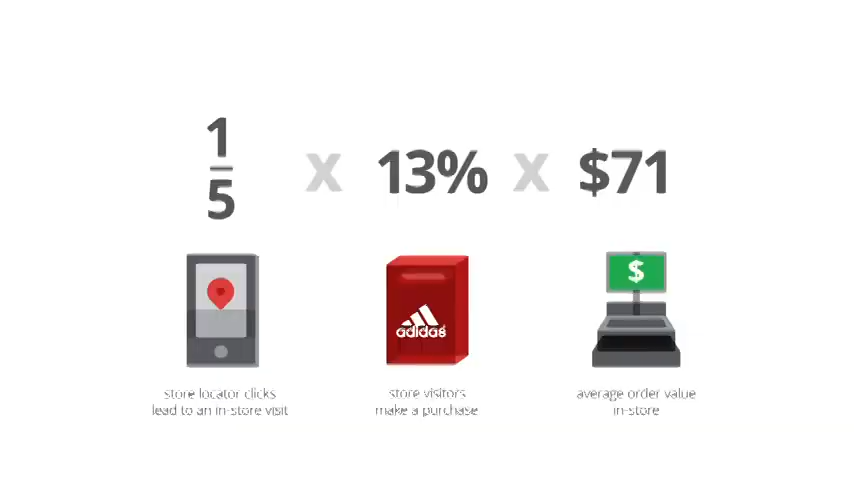 1
5
X
13%
X
$71
$
adidas
store locator clicks
lead to an in-store visit
store visitors
make a purchase
average order value
in-store